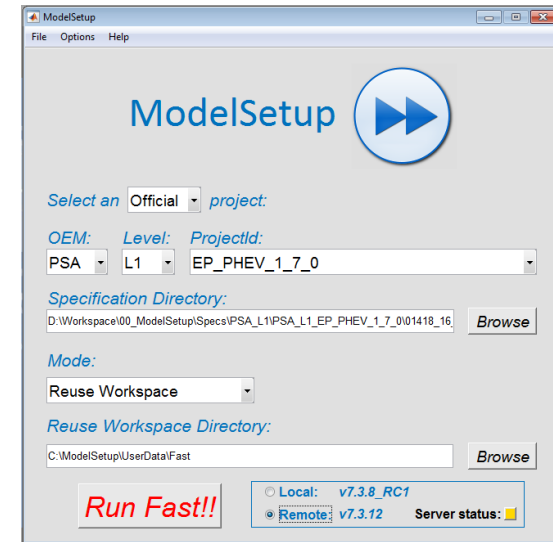 ModelSetup
File Options Help
ModelSetup
Select an Official project:
OEM: Level: ProjectId:
PSA L1 EP_PHEV_1_7_0
Specification Directory:
D:\Workspace\00_ModelSetup\Specs\PSA_L1\PSA_L1_EP_PHEV_1_7_0\01418_16_ Browse
Mode:
Reuse Workspace
Reuse Workspace Directory:
C:\ModelSetup\UserData\Fast Browse
Run Fast!!
Local: v7.3.8_RC1
Remote: v7.3.12 Server status: